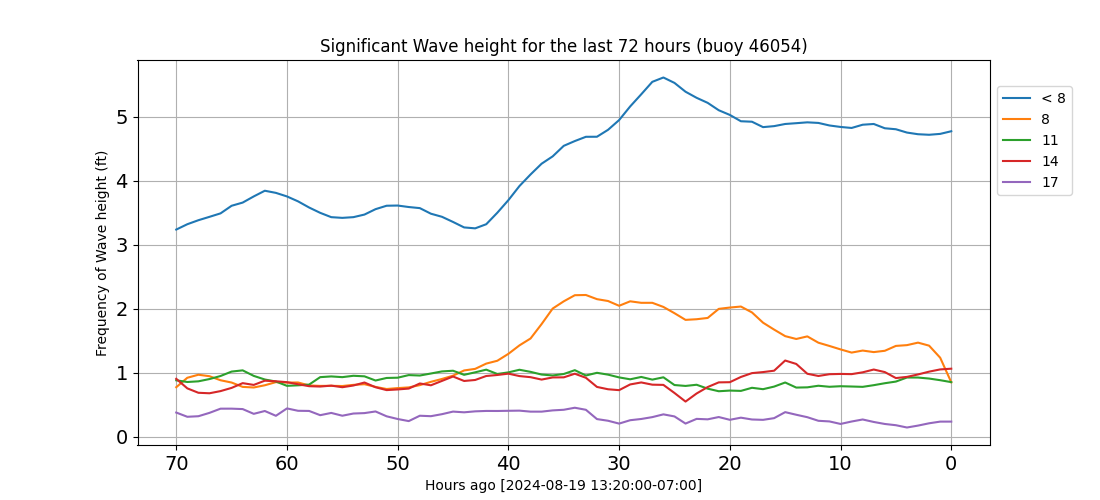 Significant Wave height for the last 72 hours (buoy 46054)
Frequency of Wave height (ft)
5
4
3
2
1
0
70 60 50 40 30 20 10 0
Hours ago [2024-08-19 13:20:00-07:00]
< 8
8
11
14
17